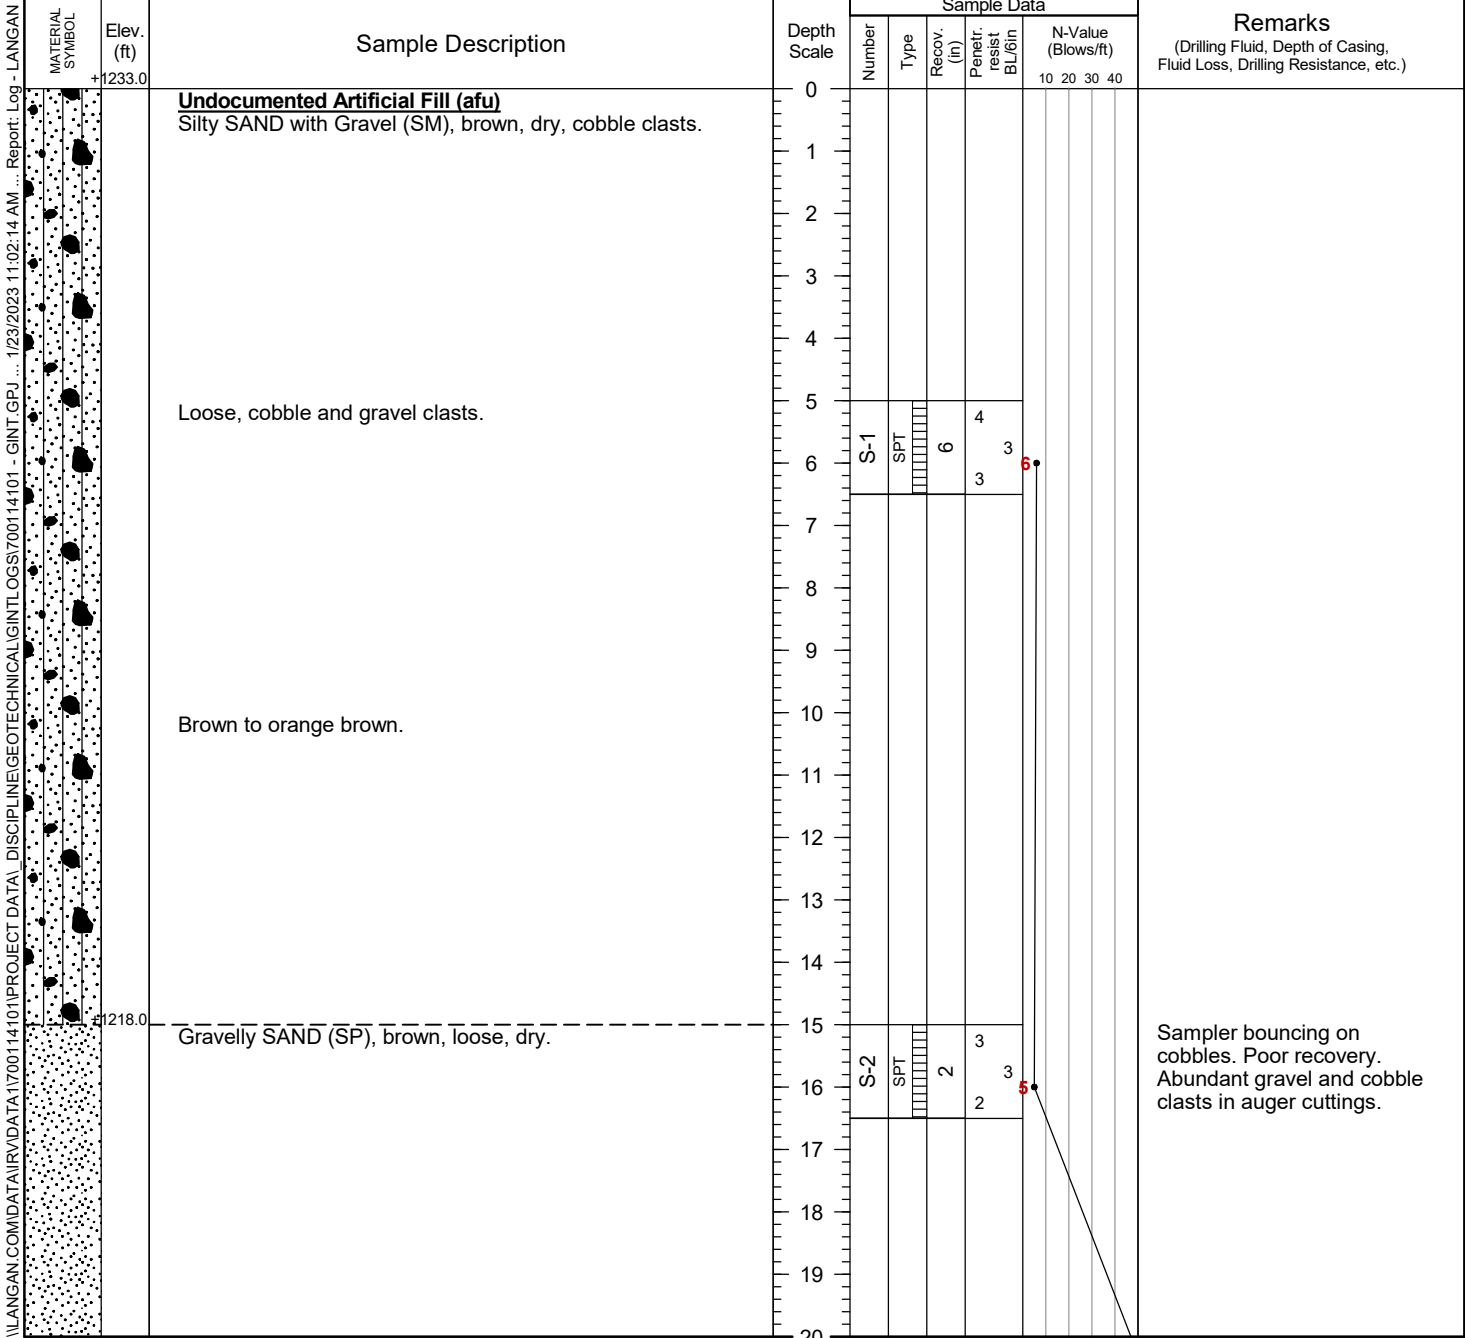 \\LANGAN.COM\DATA\IRV\DATA1\700114101\PROJECT DATA\_DISCIPLINE\GEOTECHNICAL\GINTLOGS\700114101 - GINT.GPJ ... 1/23/2023 11:02:14 AM ... Report: Log - LANGAN
MATERIAL
SYMBOL
Elev.
(ft)
+1233.0
Sample Description
Depth
Scale
Sample Data
Number
Type
Recov.
(in)
Penetr.
resist
BL/6in
N-Value
(Blows/ft)
10 20 30 40
Remarks
(Drilling Fluid, Depth of Casing,
Fluid Loss, Drilling Resistance, etc.)
0
Undocumented Artificial Fill (afu)
Silty SAND with Gravel (SM), brown, dry, cobble clasts.
1
2
3
4
5
Loose, cobble and gravel clasts.
S-1
SPT
6
4
3
3
6
6
7
8
9
10
Brown to orange brown.
11
12
13
14
+1218.0
15
Gravelly SAND (SP), brown, loose, dry.
S-2
SPT
2
3
3
2
5
Sampler bouncing on
cobbles. Poor recovery.
Abundant gravel and cobble
clasts in auger cuttings.
16
17
18
19
20